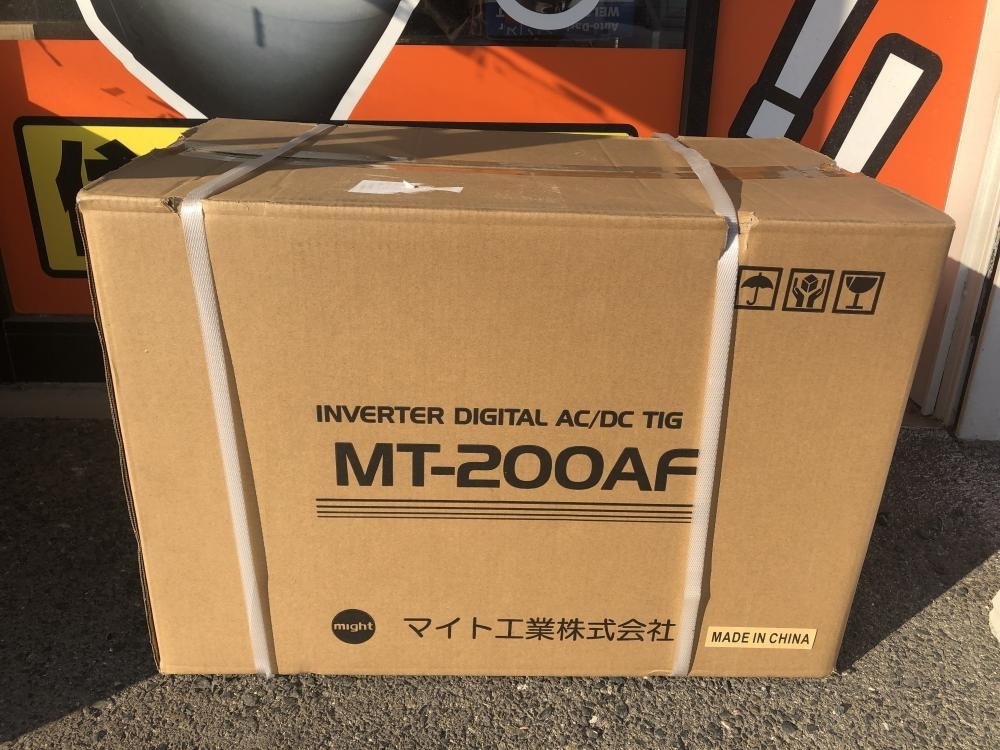 INVERTER DIGITAL AC/DC TIG
MT-200AF
might
マイト工業株式会社
MADE IN CHINA